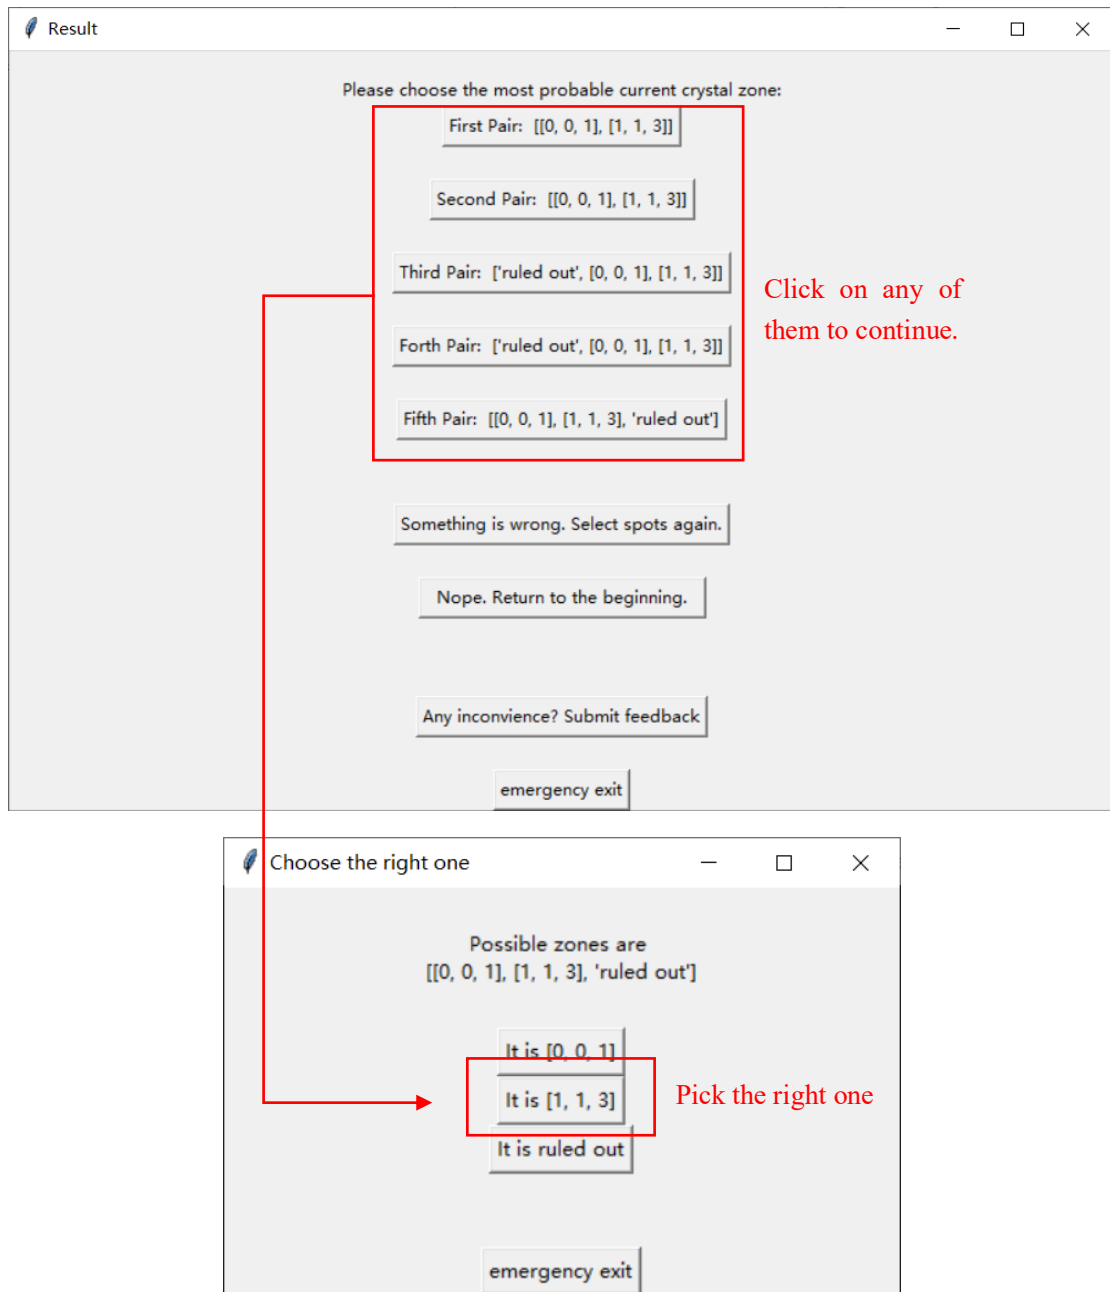 Result
Please choose the most probable current crystal zone:
First Pair:  [[0, 0, 1], [1, 1, 3]]
Second Pair:  [[0, 0, 1], [1, 1, 3]]
Third Pair:  ['ruled out', [0, 0, 1], [1, 1, 3]]
Forth Pair:  ['ruled out', [0, 0, 1], [1, 1, 3]]
Fifth Pair:  [[0, 0, 1], [1, 1, 3], 'ruled out']
Click on any of
them to continue.
Something is wrong. Select spots again.
Nope. Return to the beginning.
Any inconvience? Submit feedback
emergency exit
Choose the right one
Possible zones are
[[0, 0, 1], [1, 1, 3], 'ruled out']
It is [0, 0, 1]
It is [1, 1, 3]
Pick the right one
It is ruled out
emergency exit